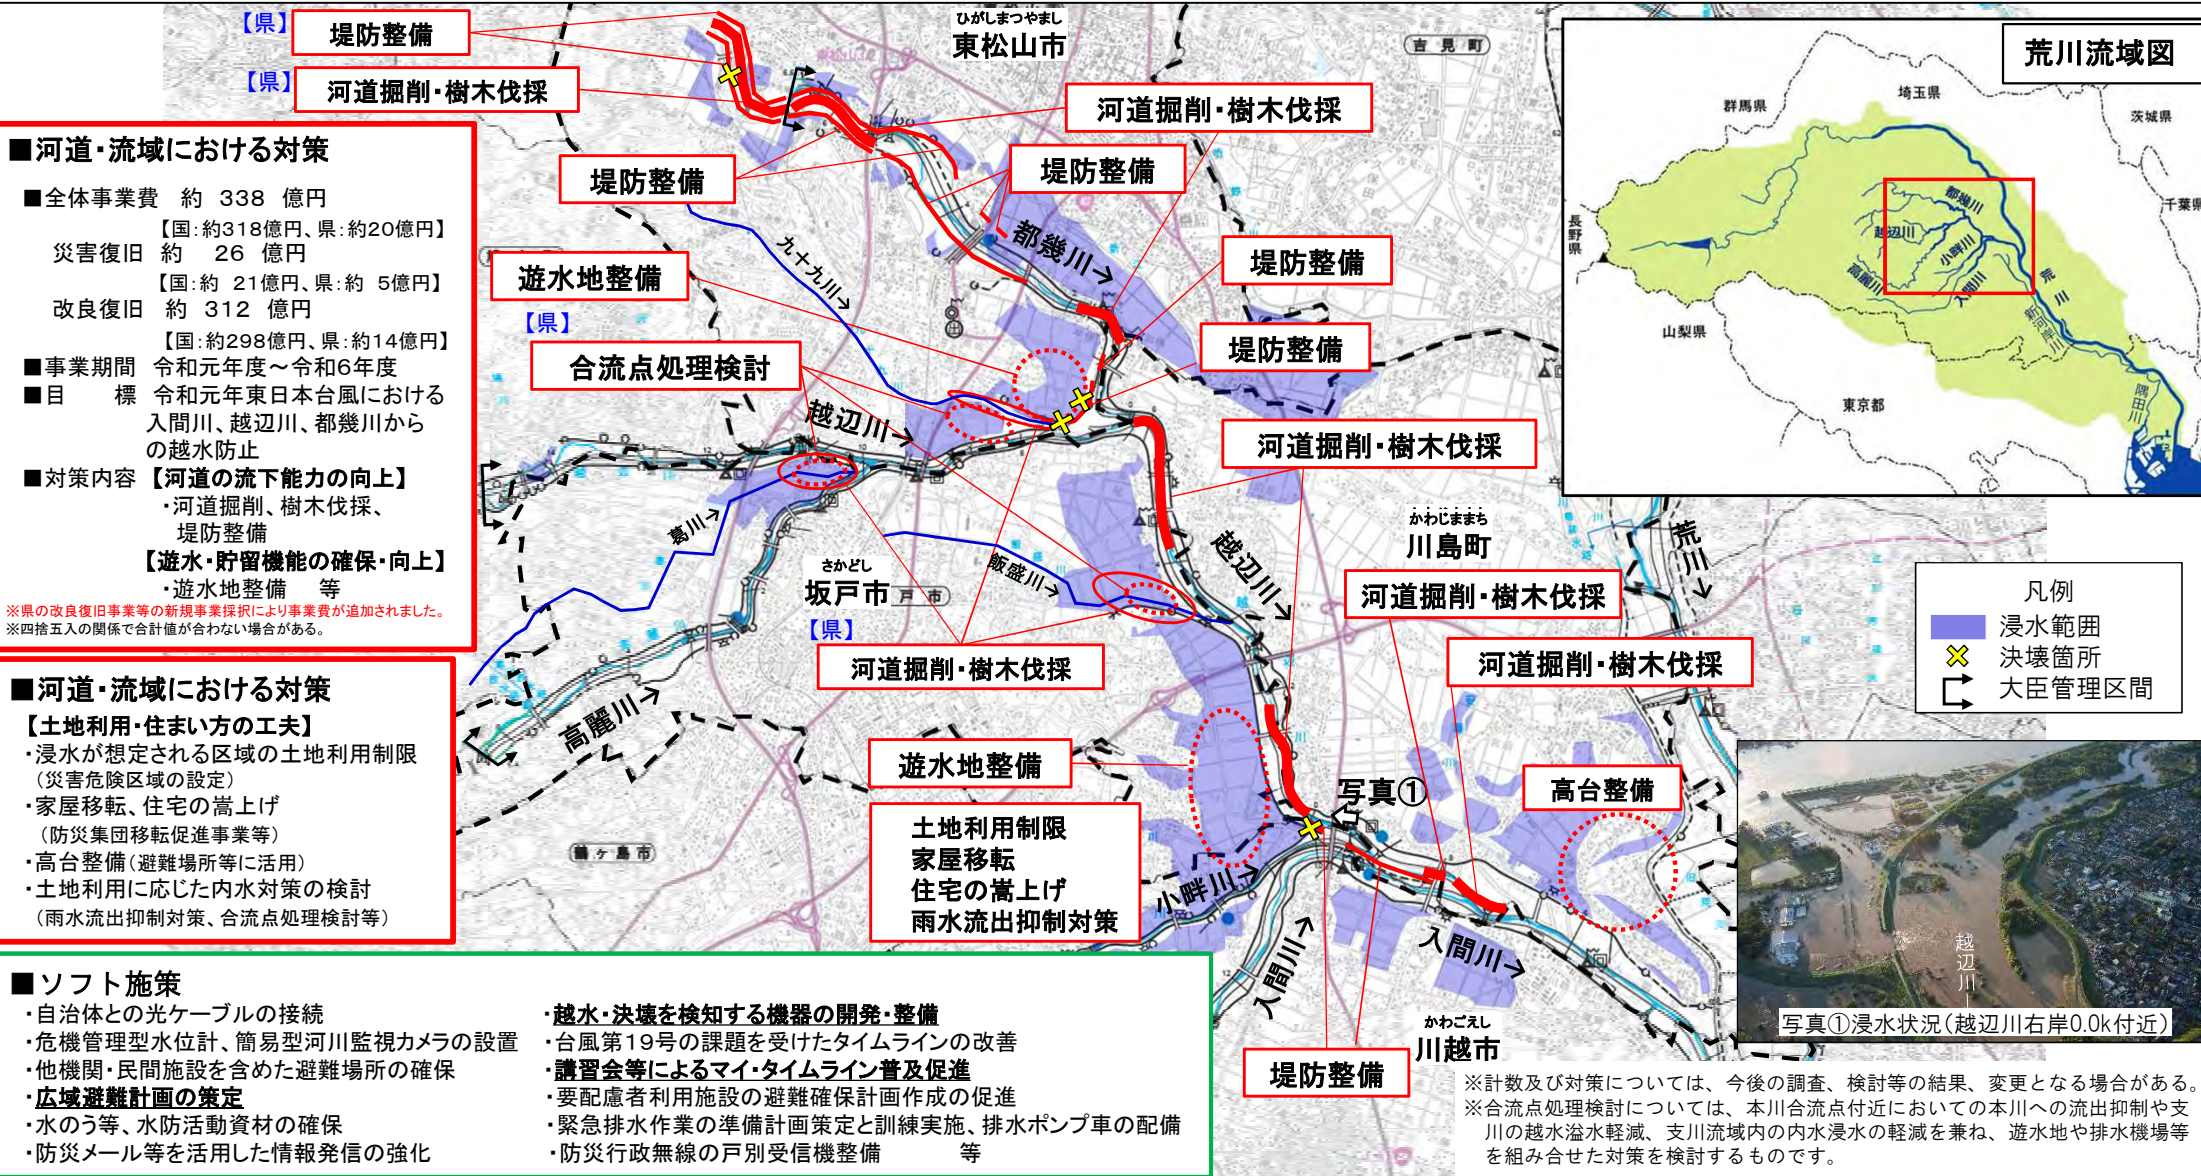 【県】
堤防整備
【県】
河道掘削・樹木伐採
ひがしまつやまし
東松山市
吉見町
河道掘削・樹木伐採
堤防整備
堤防整備
都幾川→
九十九川→
遊水地整備
【県】
堤防整備
堤防整備
合流点処理検討
越辺川→
河道掘削・樹木伐採
葛川→
さかどし
坂戸市
戸市
【県】
飯盛川→
越辺川→
かわじままち
川島町
荒川→
河道掘削・樹木伐採
河道掘削・樹木伐採
河道掘削・樹木伐採
高麗川→
遊水地整備
写真①
高台整備
鶴ヶ島市
土地利用制限
家屋移転
住宅の嵩上げ
雨水流出抑制対策
小畔川→
入間川→
入間川→
かわごえし
川越市
堤防整備
■河道・流域における対策
■全体事業費 約 338 億円
【国:約318億円、県:約20億円】
災害復旧 約 26 億円
【国:約 21億円、県:約 5億円】
改良復旧 約 312 億円
【国:約298億円、県:約14億円】
■事業期間 令和元年度～令和6年度
■目 標 令和元年東日本台風における
入間川、越辺川、都幾川から
の越水防止
■対策内容 【河道の流下能力の向上】
・河道掘削、樹木伐採、
堤防整備
【遊水・貯留機能の確保・向上】
・遊水地整備 等
※県の改良復旧事業等の新規事業採択により事業費が追加されました。
※四捨五入の関係で合計値が合わない場合がある。
■河道・流域における対策
【土地利用・住まい方の工夫】
・浸水が想定される区域の土地利用制限
(災害危険区域の設定)
・家屋移転、住宅の嵩上げ
(防災集団移転促進事業等)
・高台整備(避難場所等に活用)
・土地利用に応じた内水対策の検討
(雨水流出抑制対策、合流点処理検討等)
■ソフト施策
・自治体との光ケーブルの接続
・危機管理型水位計、簡易型河川監視カメラの設置
・他機関・民間施設を含めた避難場所の確保
・広域避難計画の策定
・水のう等、水防活動資材の確保
・防災メール等を活用した情報発信の強化
・越水・決壊を検知する機器の開発・整備
・台風第19号の課題を受けたタイムラインの改善
・講習会等によるマイ・タイムライン普及促進
・要配慮者利用施設の避難確保計画作成の促進
・緊急排水作業の準備計画策定と訓練実施、排水ポンプ車の配備
・防災行政無線の戸別受信機整備 等
荒川流域図
群馬県
埼玉県
茨城県
千葉県
長野県
都幾川
越辺川
小畔川
高麗川
入間川
荒川
新河岸川
山梨県
東京都
隅田川
凡例
浸水範囲
決壊箇所
大臣管理区間
越辺川
写真①浸水状況(越辺川右岸0.0k付近)
※計数及び対策については、今後の調査、検討等の結果、変更となる場合がある。
※合流点処理検討については、本川合流点付近においての本川への流出抑制や支
川の越水溢水軽減、支川流域内の内水浸水の軽減を兼ね、遊水地や排水機場等
を組み合せた対策を検討するものです。